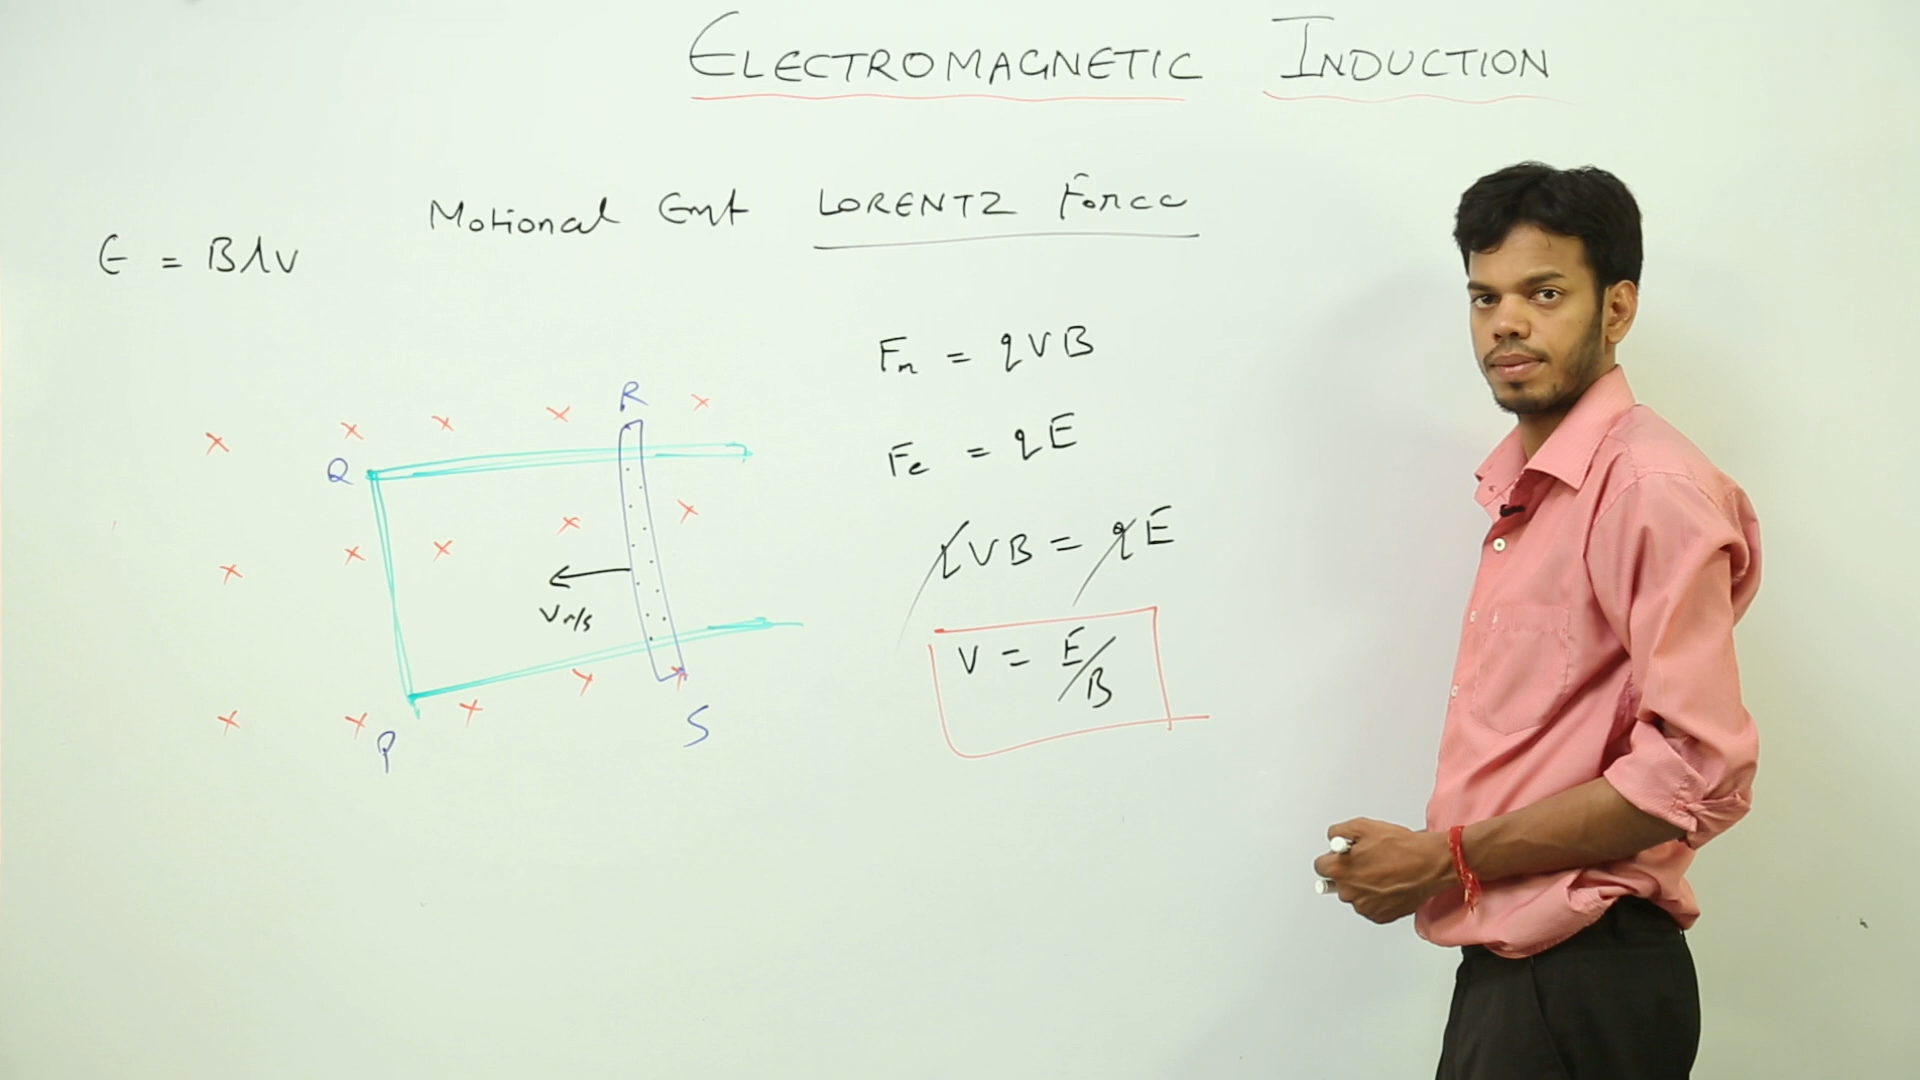 ELECTROMAGNETIC INDUCTION
Motional Emf LORENTZ Force
E = Blv
Fm = qVB
Fe = qE
qVB = qE
V = E/B
R
Q
V m/s
P
S